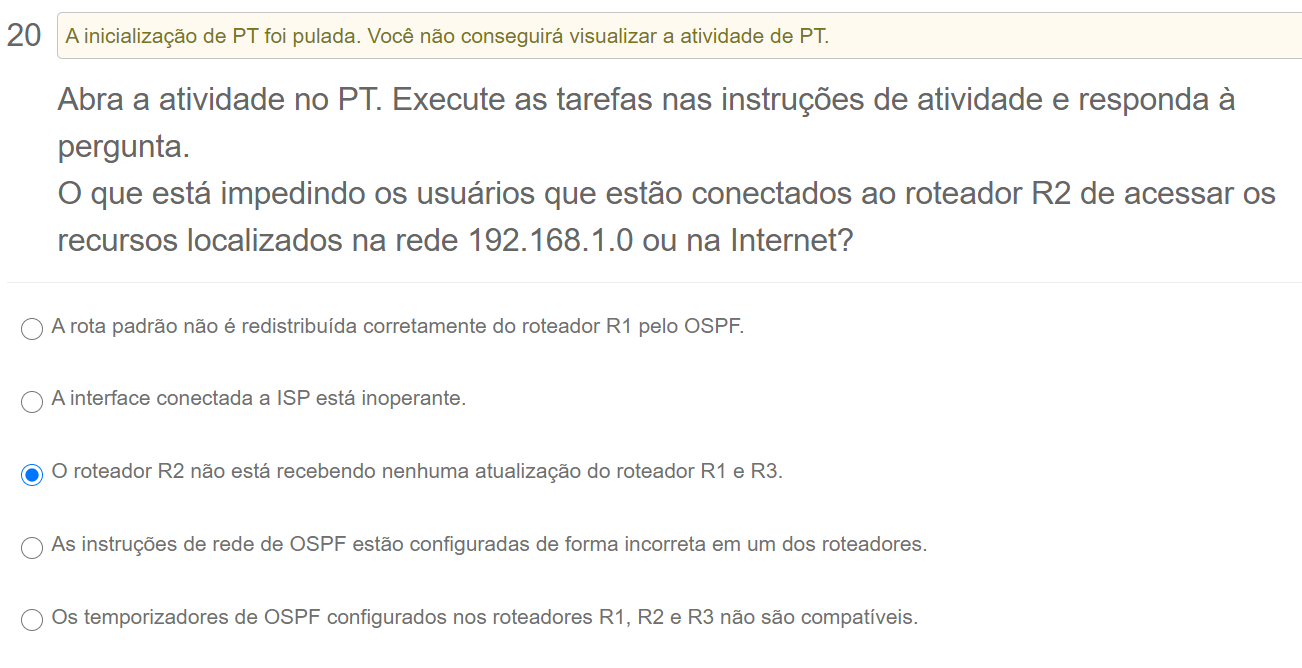 20
A inicialização de PT foi pulada. Você não conseguirá visualizar a atividade de PT.
Abra a atividade no PT. Execute as tarefas nas instruções de atividade e responda à
pergunta.
O que está impedindo os usuários que estão conectados ao roteador R2 de acessar os
recursos localizados na rede 192.168.1.0 ou na Internet?
A rota padrão não é redistribuída corretamente do roteador R1 pelo OSPF.
A interface conectada a ISP está inoperante.
O roteador R2 não está recebendo nenhuma atualização do roteador R1 e R3.
As instruções de rede de OSPF estão configuradas de forma incorreta em um dos roteadores.
Os temporizadores de OSPF configurados nos roteadores R1, R2 e R3 não são compatíveis.